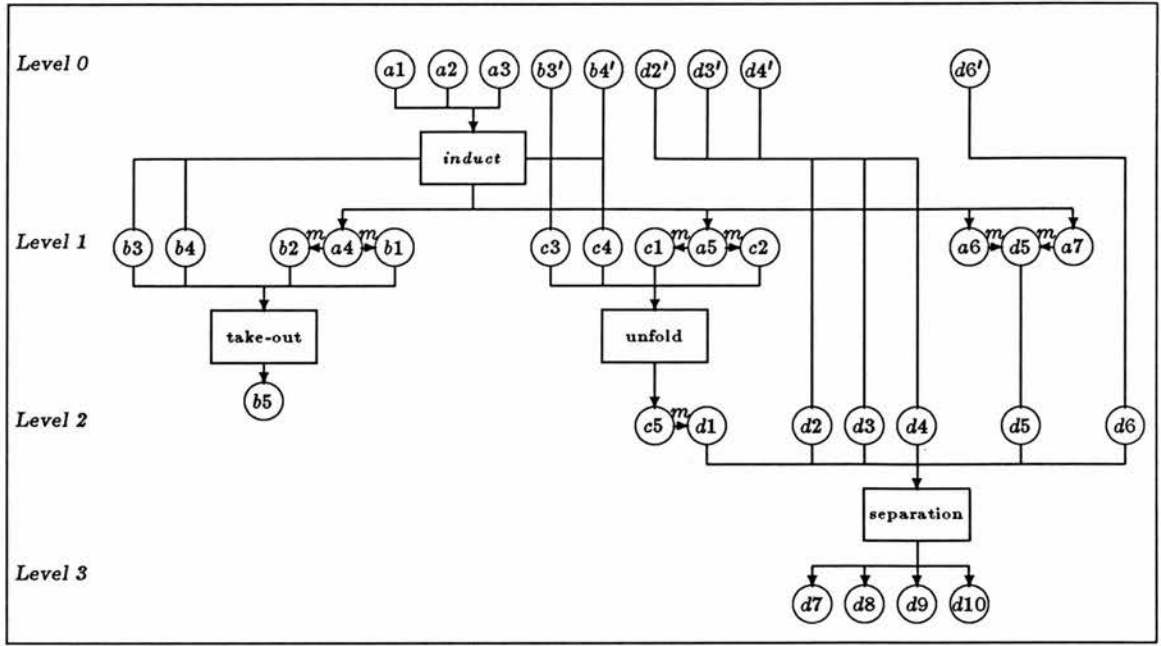 Level 0 a1 a2 a3 b3' b4' d2' d3' d4' d6'
induct
Level 1 b3 b4 b2 m a4 m b1 c3 c4 c1 m a5 m c2 a6 m d5 m a7
take-out unfold
b5
Level 2 c5 m d1 d2 d3 d4 d5 d6
separation
Level 3
d7 d8 d9 d10